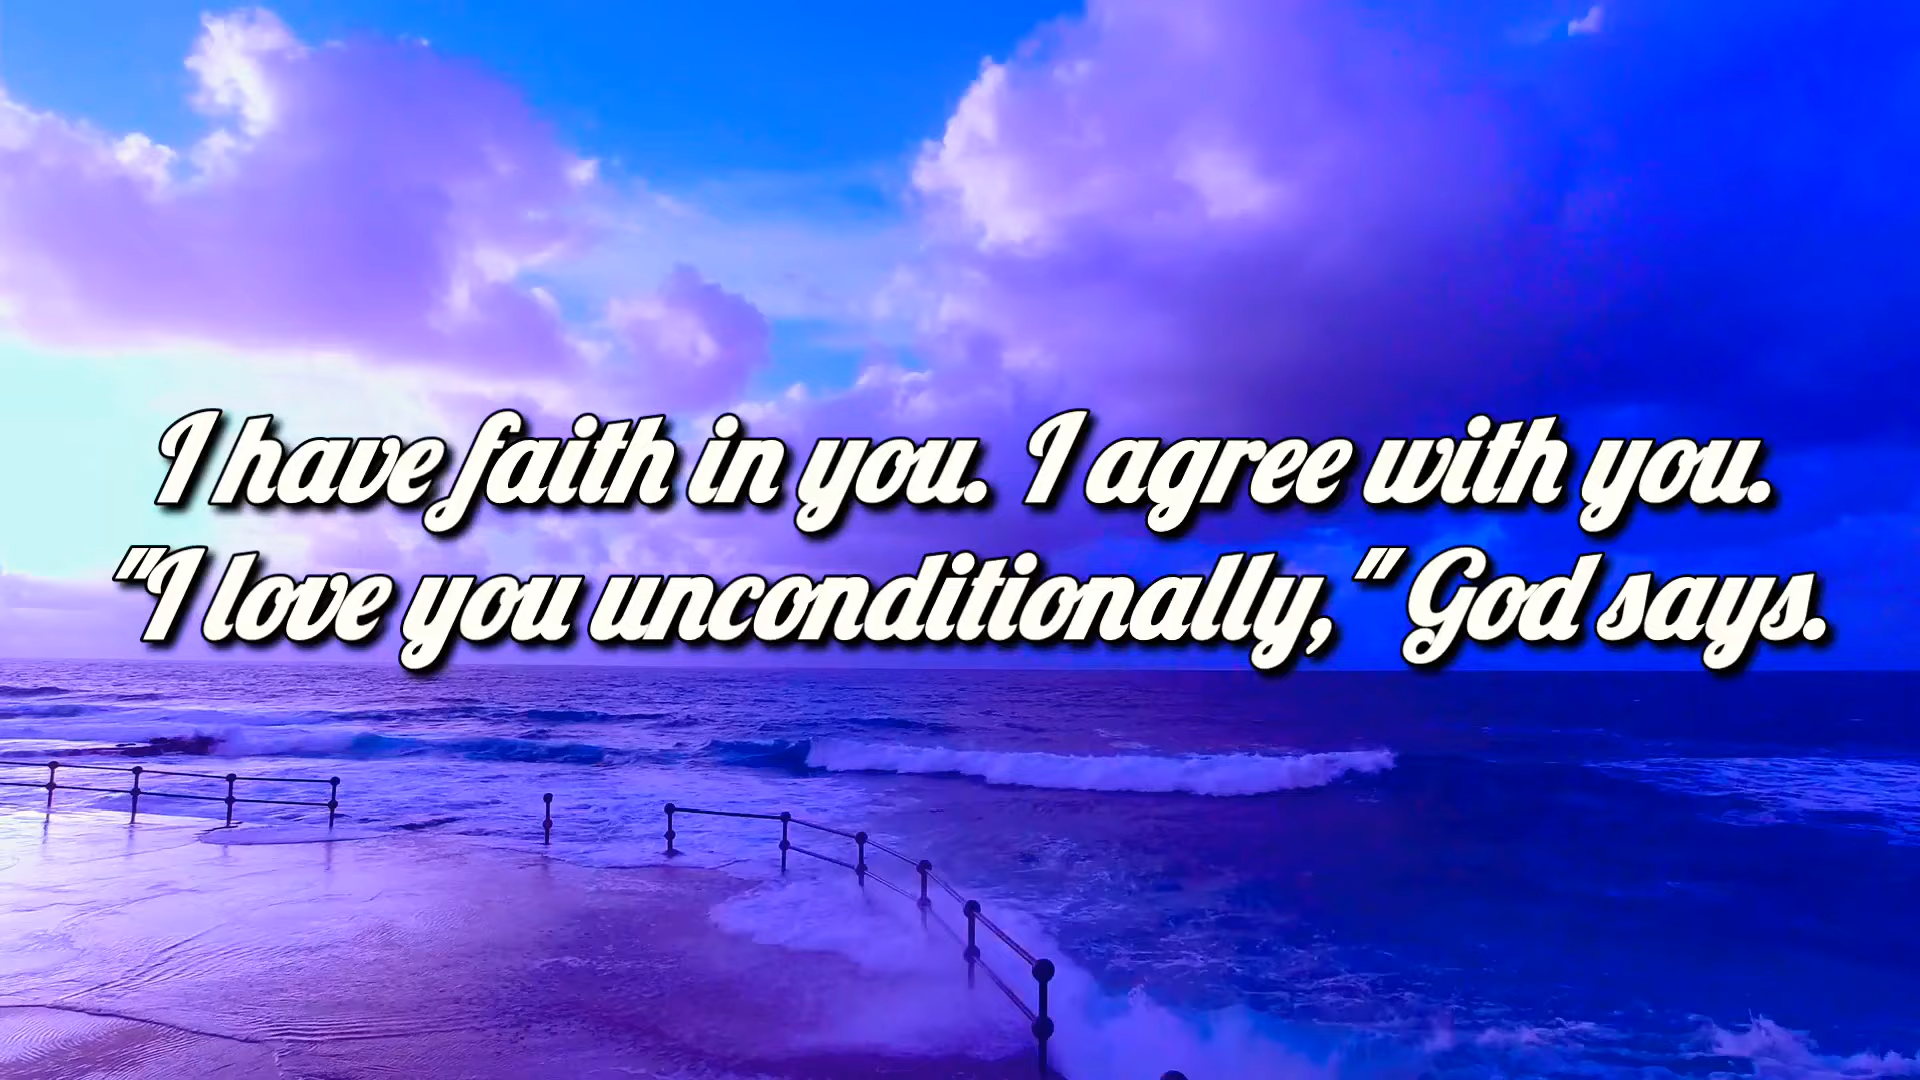 I have faith in you. I agree with you.
"I love you unconditionally," God says.